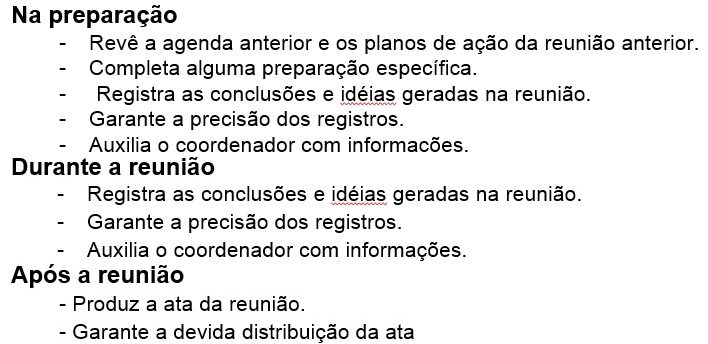 Na preparação
- Revê a agenda anterior e os planos de ação da reunião anterior.
- Completa alguma preparação específica.
- Registra as conclusões e idéias geradas na reunião.
- Garante a precisão dos registros.
- Auxilia o coordenador com informacões.
Durante a reunião
- Registra as conclusões e idéias geradas na reunião.
- Garante a precisão dos registros.
- Auxilia o coordenador com informações.
Após a reunião
- Produz a ata da reunião.
- Garante a devida distribuição da ata